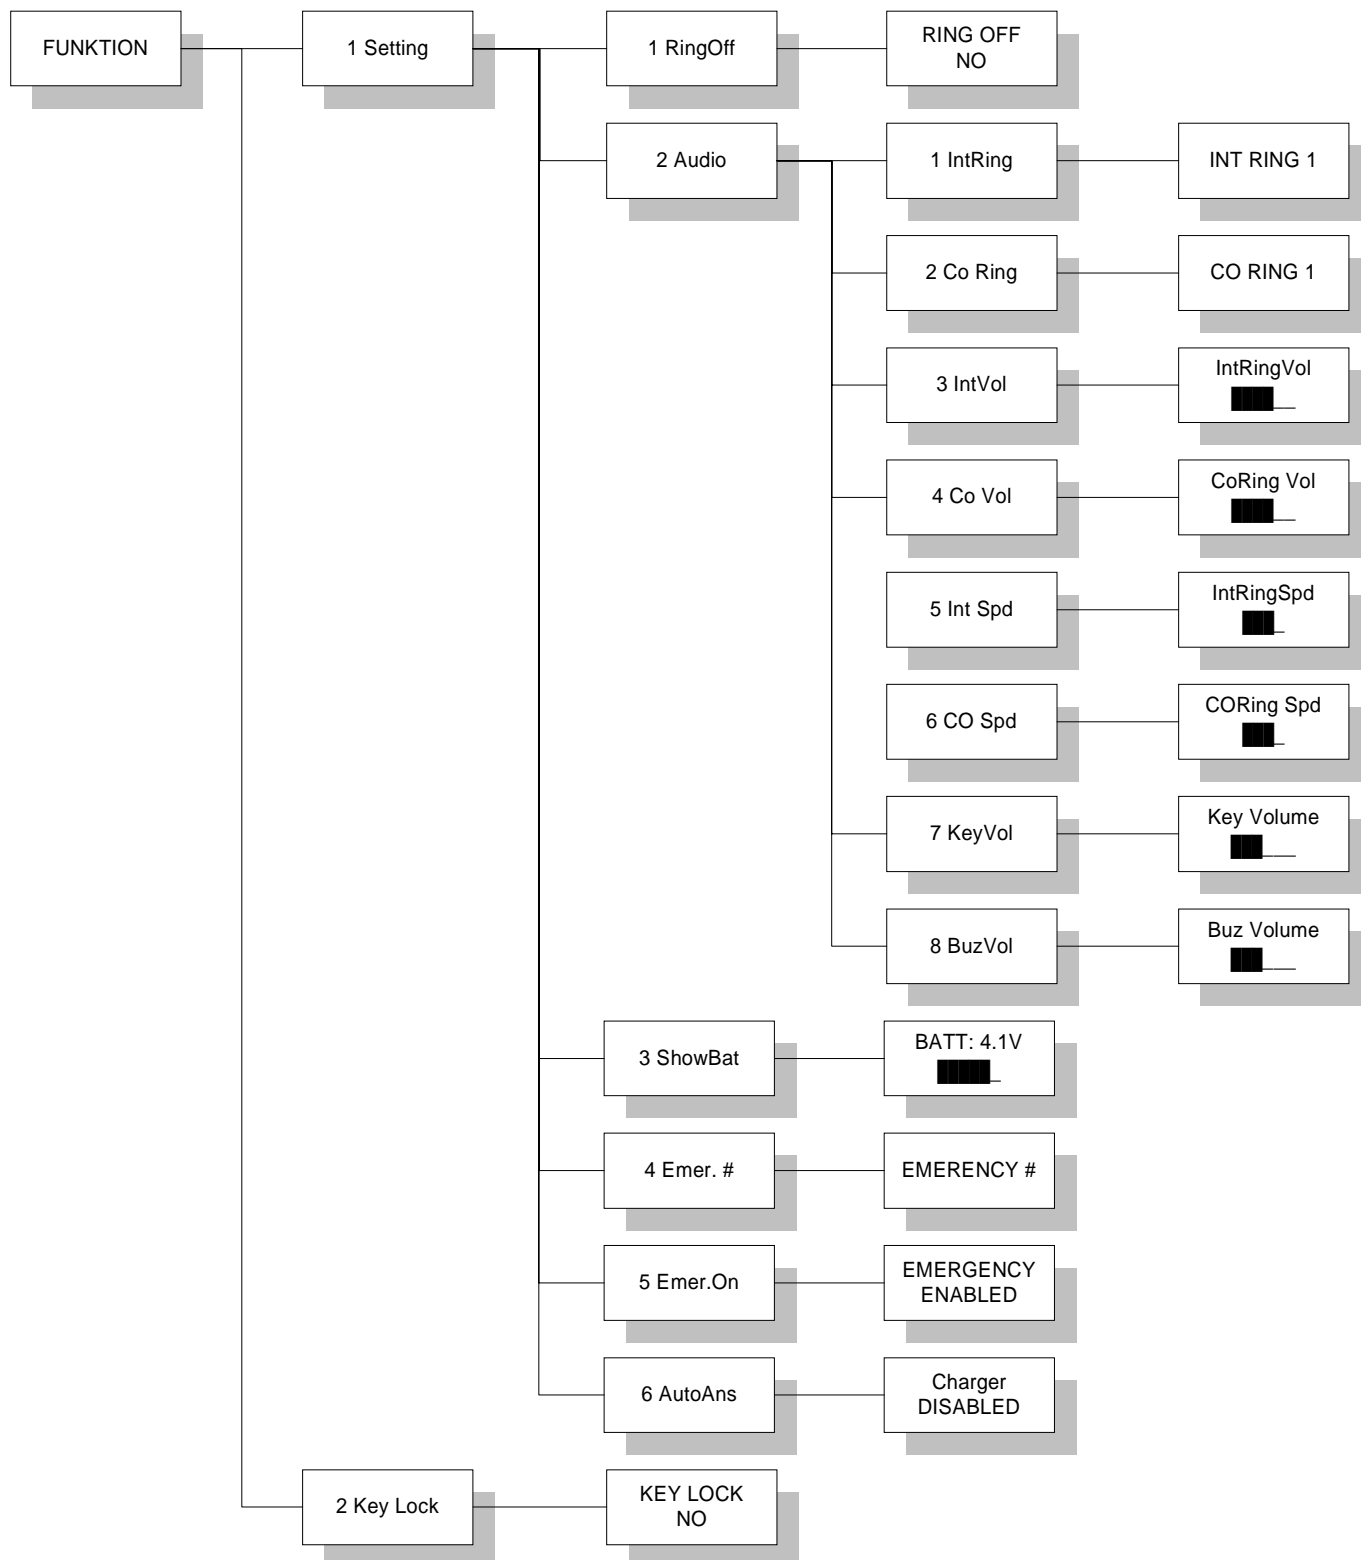 FUNKTION
1 Setting
1 RingOff
RING OFF
NO
2 Audio
1 IntRing
INT RING 1
2 Co Ring
CO RING 1
3 IntVol
IntRingVol
4 Co Vol
CoRing Vol
5 Int Spd
IntRingSpd
6 CO Spd
CORing Spd
7 KeyVol
Key Volume
8 BuzVol
Buz Volume
3 ShowBat
BATT: 4.1V
4 Emer. #
EMERENCY #
5 Emer.On
EMERGENCY
ENABLED
6 AutoAns
Charger
DISABLED
2 Key Lock
KEY LOCK
NO